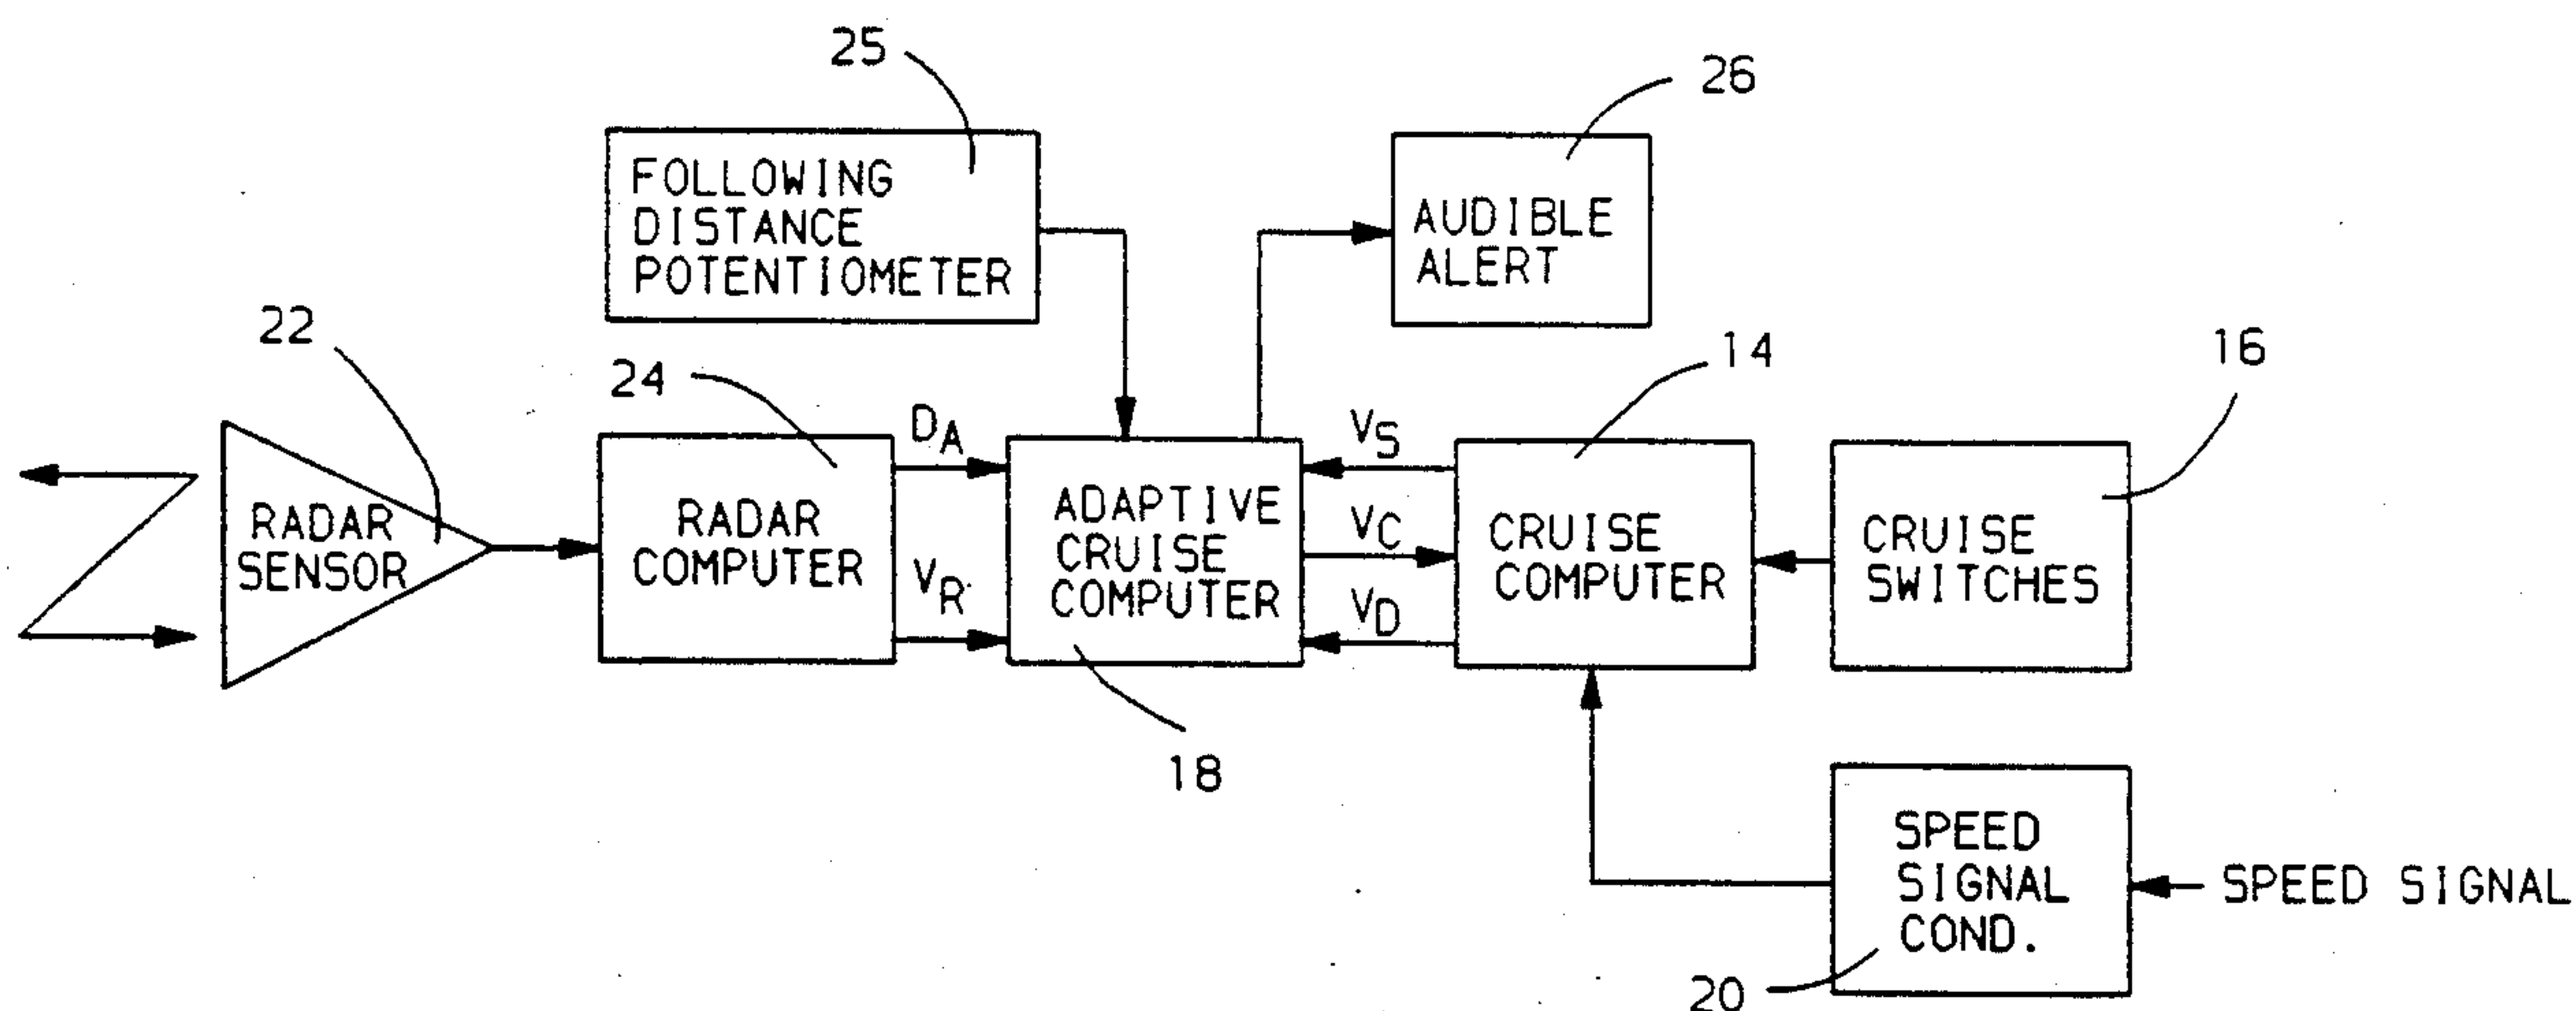 25
26
FOLLOWING
DISTANCE
POTENTIOMETER
AUDIBLE
ALERT
22
24
14
16
RADAR
SENSOR
RADAR
COMPUTER
DA
VR
ADAPTIVE
CRUISE
COMPUTER
VS
VC
VD
CRUISE
COMPUTER
CRUISE
SWITCHES
18
SPEED
SIGNAL
COND.
SPEED SIGNAL
20